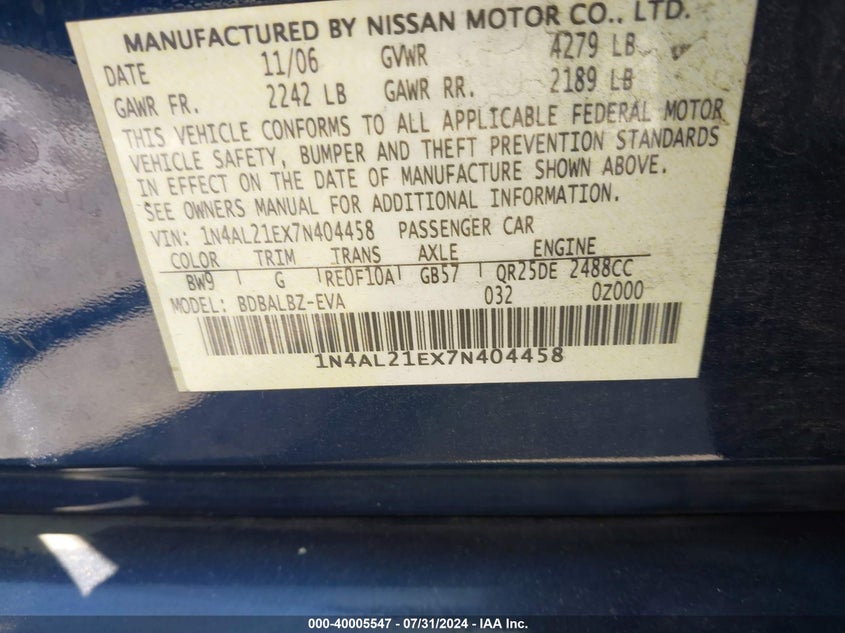 MANUFACTURED BY NISSAN MOTOR CO., LTD.
DATE 11/06 GVWR 4279 LB
GAWR FR. 2242 LB GAWR RR. 2189 LB
THIS VEHICLE CONFORMS TO ALL APPLICABLE FEDERAL MOTOR
VEHICLE SAFETY, BUMPER AND THEFT PREVENTION STANDARDS
IN EFFECT ON THE DATE OF MANUFACTURE SHOWN ABOVE.
SEE OWNERS MANUAL FOR ADDITIONAL INFORMATION.
VIN: 1N4AL21EX7N404458 PASSENGER CAR
COLOR TRIM TRANS AXLE ENGINE
BW9 G RE0F10A GB57 QR25DE 2488CC
MODEL: BDBALBZ-EVA 032 0Z000
1N4AL21EX7N404458
000-40005547 - 07/31/2024 - IAA Inc.